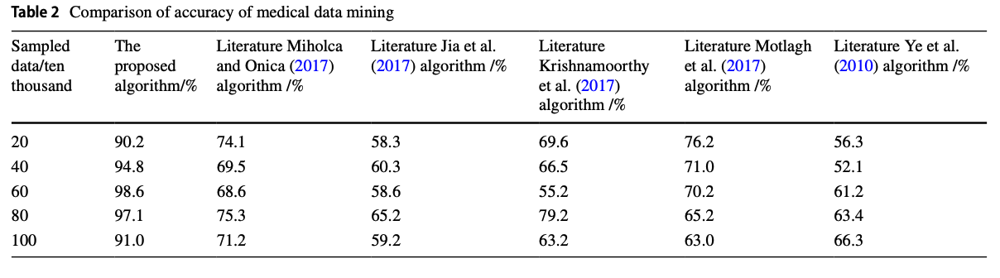 Table 2 Comparison of accuracy of medical data mining
Sampled data/ten thousand The proposed algorithm/% Literature Miholca and Onica (2017) algorithm /% Literature Jia et al. (2017) algorithm /% Literature Krishnamoorthy et al. (2017) algorithm /% Literature Motlagh et al. (2017) algorithm /% Literature Ye et al. (2010) algorithm /%
20 90.2 74.1 58.3 69.6 76.2 56.3
40 94.8 69.5 60.3 66.5 71.0 52.1
60 98.6 68.6 58.6 55.2 70.2 61.2
80 97.1 75.3 65.2 79.2 65.2 63.4
100 91.0 71.2 59.2 63.2 63.0 66.3